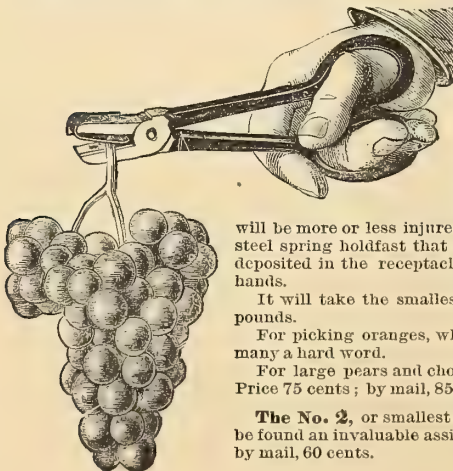 will be more or less injure
steel spring holdfast that
deposited in the receptacl
hands.
It will take the smalles
pounds.
For picking oranges, wh
many a hard word.
For large pears and cho
Price 75 cents; by mail, 85
The No. 2, or smallest
be found an invaluable assi
by mail, 60 cents.